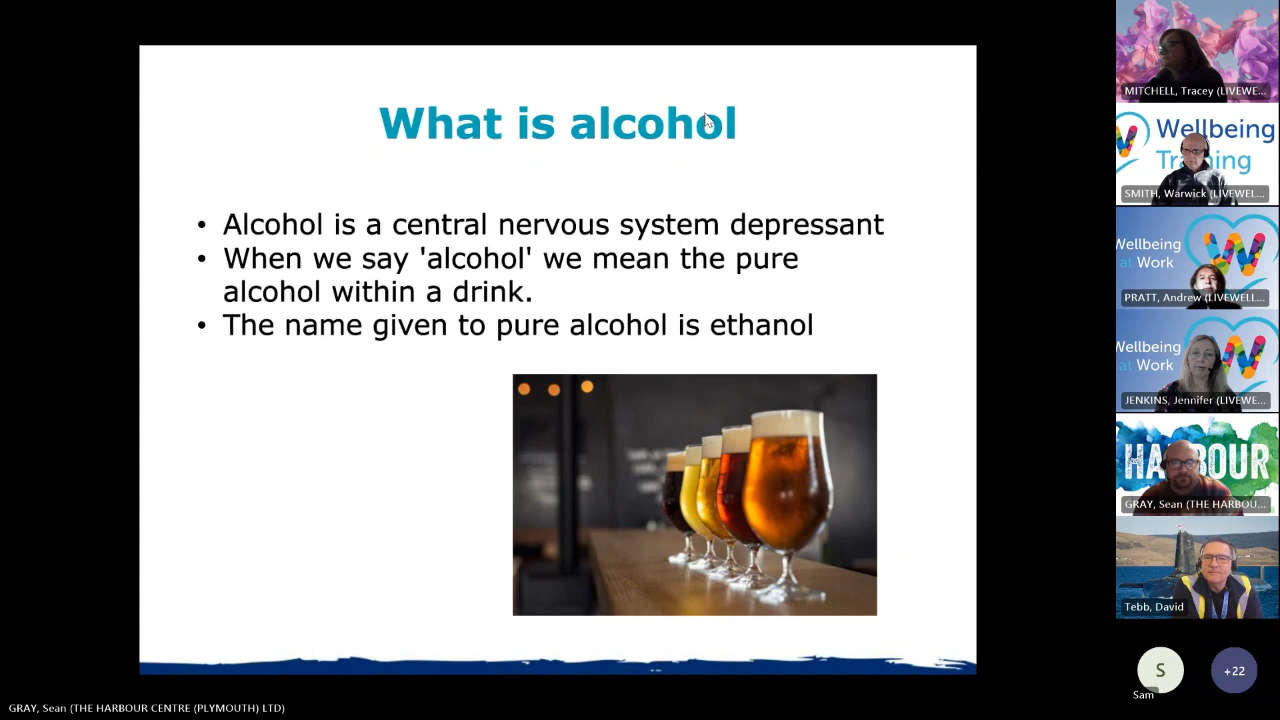 What is alcohol
• Alcohol is a central nervous system depressant
• When we say 'alcohol' we mean the pure
alcohol within a drink.
• The name given to pure alcohol is ethanol
MITCHELL, Tracey (LIVEWE...
Wellbeing
Training
SMITH, Warwick (LIVEWEL...
Wellbeing
at Work
PRATT, Andrew (LIVEWELL...
Wellbeing
at Work
JENKINS, Jennifer (LIVEWE...
HARBOUR
GRAY, Sean (THE HARBOU...
Tebb, David
S
Sam
+22
GRAY, Sean (THE HARBOUR CENTRE (PLYMOUTH) LTD)